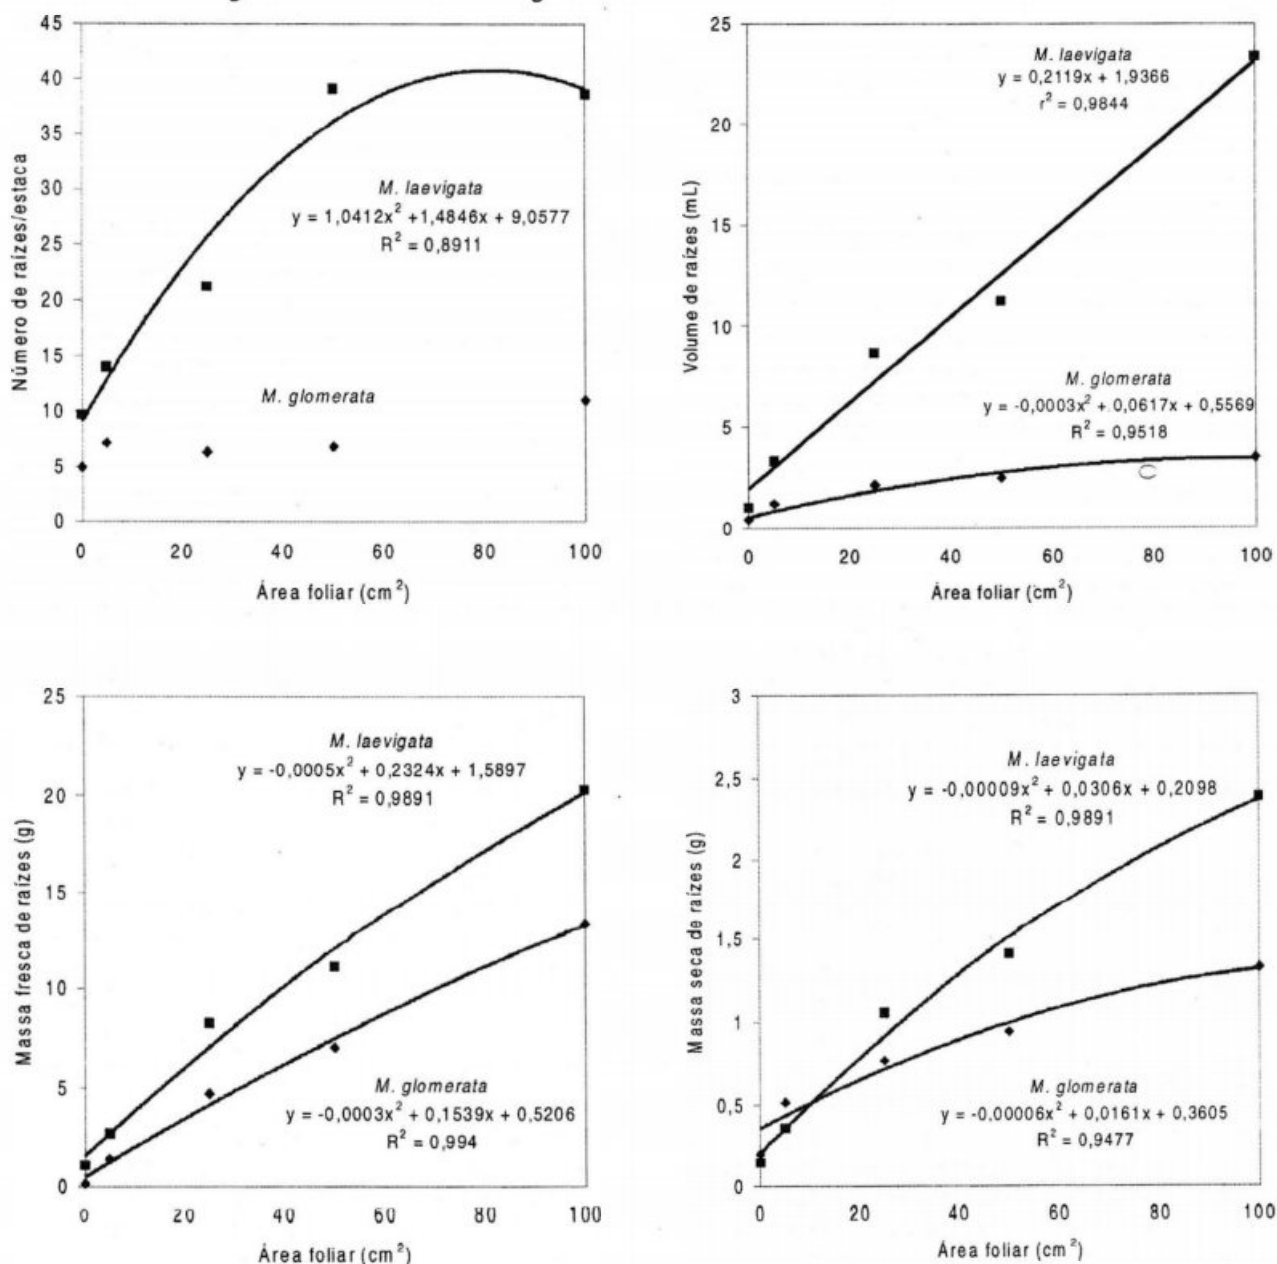 45
40
35
30
25
20
15
10
5
0
Número de raízes/estaca
M. laevigata
y = 1,0412x² +1,4846x + 9,0577
R² = 0,8911
M. glomerata
0 20 40 60 80 100
Área foliar (cm²)
25
20
15
10
5
0
Volume de raízes (mL)
M. laevigata
y = 0,2119x + 1,9366
r² = 0,9844
M. glomerata
y = -0,0003x² + 0,0617x + 0,5569
R² = 0,9518
0 20 40 60 80 100
Área foliar (cm²)
25
20
15
10
5
0
Massa fresca de raízes (g)
M. laevigata
y = -0,0005x² + 0,2324x + 1,5897
R² = 0,9891
M. glomerata
y = -0,0003x² + 0,1539x + 0,5206
R² = 0,994
0 20 40 60 80 100
Área foliar (cm²)
3
2,5
2
1,5
1
0,5
0
Massa seca de raízes (g)
M. laevigata
y = -0,00009x² + 0,0306x + 0,2098
R² = 0,9891
M. glomerata
y = -0,00006x² + 0,0161x + 0,3605
R² = 0,9477
0 20 40 60 80 100
Área foliar (cm²)